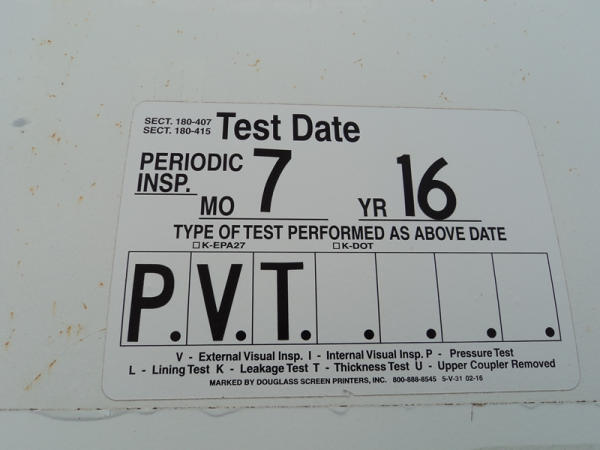 SECT. 180-407
SECT. 180-415
Test Date
PERIODIC
INSP.
MO 7 YR 16
TYPE OF TEST PERFORMED AS ABOVE DATE
K-EPA27 K-DOT
P. V. T. . . . .
V - External Visual Insp. I - Internal Visual Insp. P - Pressure Test
L - Lining Test K - Leakage Test T - Thickness Test U - Upper Coupler Removed
MARKED BY DOUGLASS SCREEN PRINTERS, INC. 800-888-8545 5-V-31 02-16